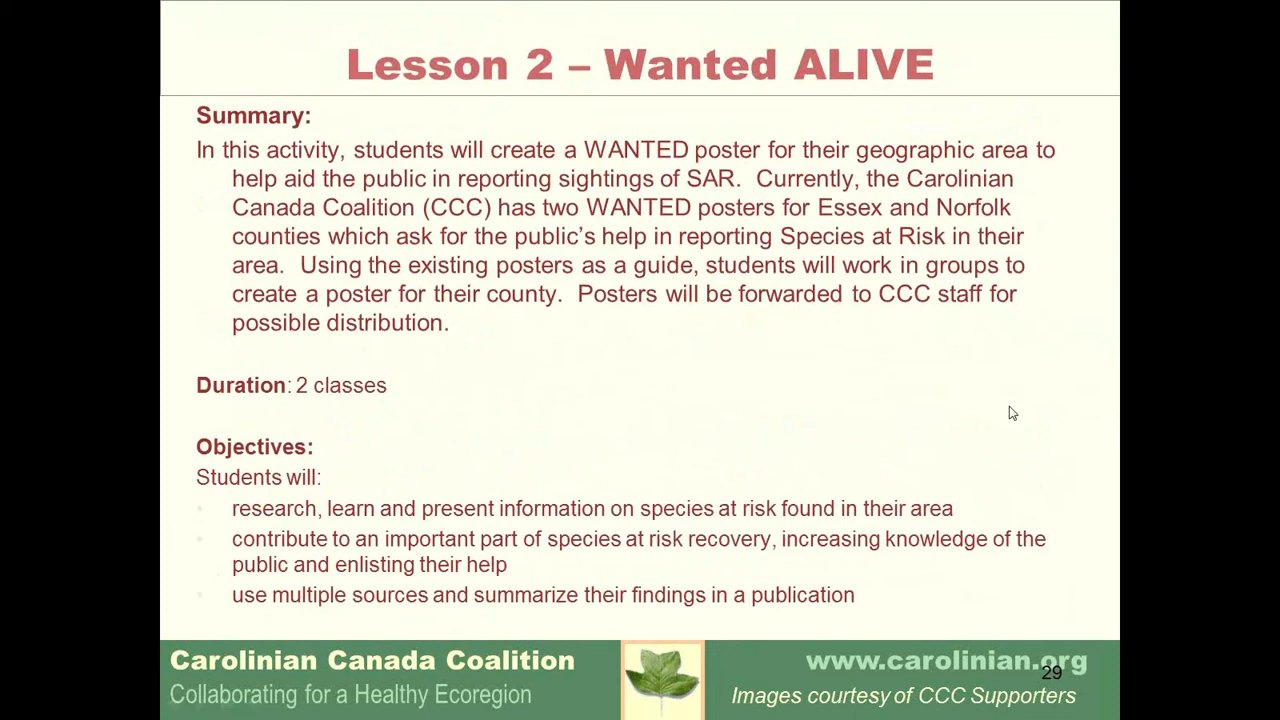 Lesson 2 – Wanted ALIVE
Summary:
In this activity, students will create a WANTED poster for their geographic area to
help aid the public in reporting sightings of SAR.  Currently, the Carolinian
Canada Coalition (CCC) has two WANTED posters for Essex and Norfolk
counties which ask for the public's help in reporting Species at Risk in their
area.  Using the existing posters as a guide, students will work in groups to
create a poster for their county.  Posters will be forwarded to CCC staff for
possible distribution.
Duration: 2 classes
Objectives:
Students will:
research, learn and present information on species at risk found in their area
contribute to an important part of species at risk recovery, increasing knowledge of the
public and enlisting their help
use multiple sources and summarize their findings in a publication
Carolinian Canada Coalition
Collaborating for a Healthy Ecoregion
www.carolinian.org
29
Images courtesy of CCC Supporters